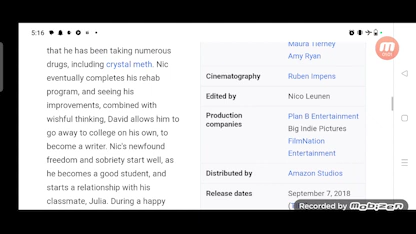 5:16
that he has been taking numerous
drugs, including crystal meth. Nic
eventually completes his rehab
program, and seeing his
improvements, combined with
wishful thinking, David allows him to
go away to college on his own, to
become a writer. Nic's newfound
freedom and sobriety start well, as
he becomes a good student, and
starts a relationship with his
classmate, Julia. During a happy
Maura Tierney
Amy Ryan
Cinematography Ruben Impens
Edited by Nico Leunen
Production companies Plan B Entertainment
Big Indie Pictures
FilmNation
Entertainment
Distributed by Amazon Studios
Release dates September 7, 2018
Recorded by Mobizen